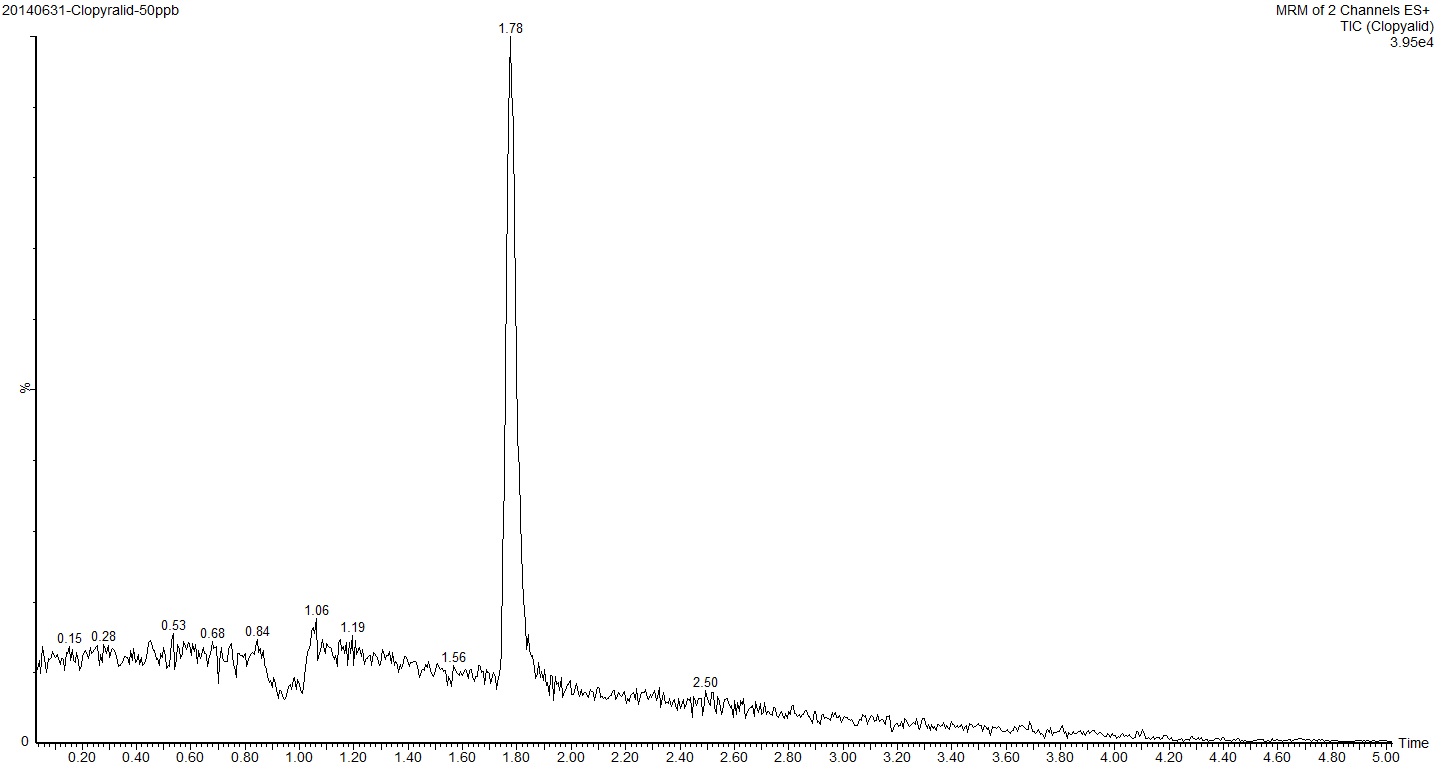 20140631-Clopyralid-50ppb
MRM of 2 Channels ES+
TIC (Clopyalid)
3.95e4
1.78
%
0.15 0.28 0.53 0.68 0.84 1.06 1.19 1.56 2.50
0
0.20 0.40 0.60 0.80 1.00 1.20 1.40 1.60 1.80 2.00 2.20 2.40 2.60 2.80 3.00 3.20 3.40 3.60 3.80 4.00 4.20 4.40 4.60 4.80 5.00 Time